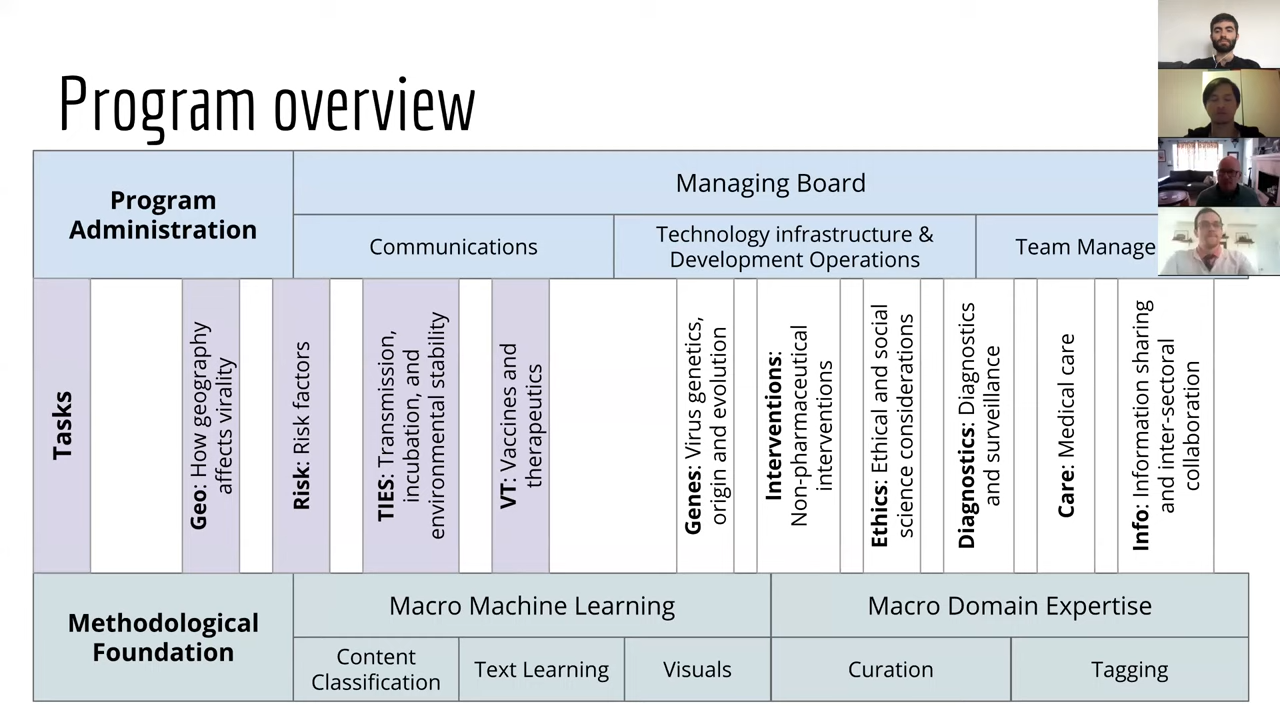 Program overview
Program
Administration
Managing Board
Communications
Technology infrastructure &
Development Operations
Team Manage
Tasks
Geo: How geography
affects virality
Risk: Risk factors
TIES: Transmission,
incubation, and
environmental stability
VT: Vaccines and
therapeutics
Genes: Virus genetics,
origin and evolution
Interventions:
Non-pharmaceutical
interventions
Ethics: Ethical and social
science considerations
Diagnostics: Diagnostics
and surveillance
Care: Medical care
Info: Information sharing
and inter-sectoral
collaboration
Methodological
Foundation
Macro Machine Learning
Macro Domain Expertise
Content
Classification
Text Learning
Visuals
Curation
Tagging